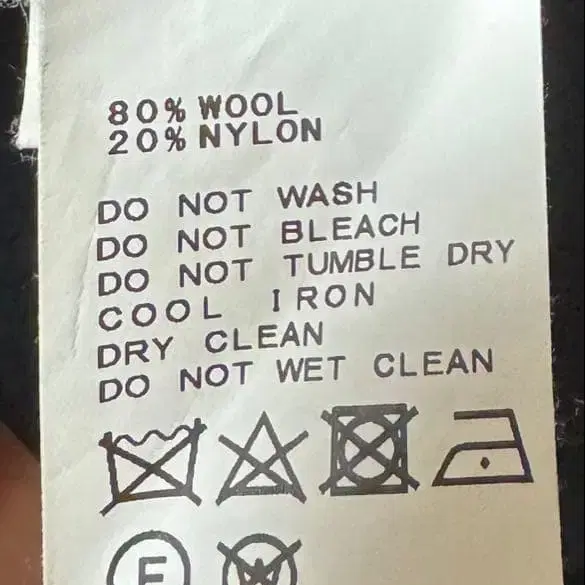 80% WOOL
20% NYLON
DO NOT WASH
DO NOT BLEACH
DO NOT TUMBLE DRY
COOL IRON
DRY CLEAN
DO NOT WET CLEAN
F W